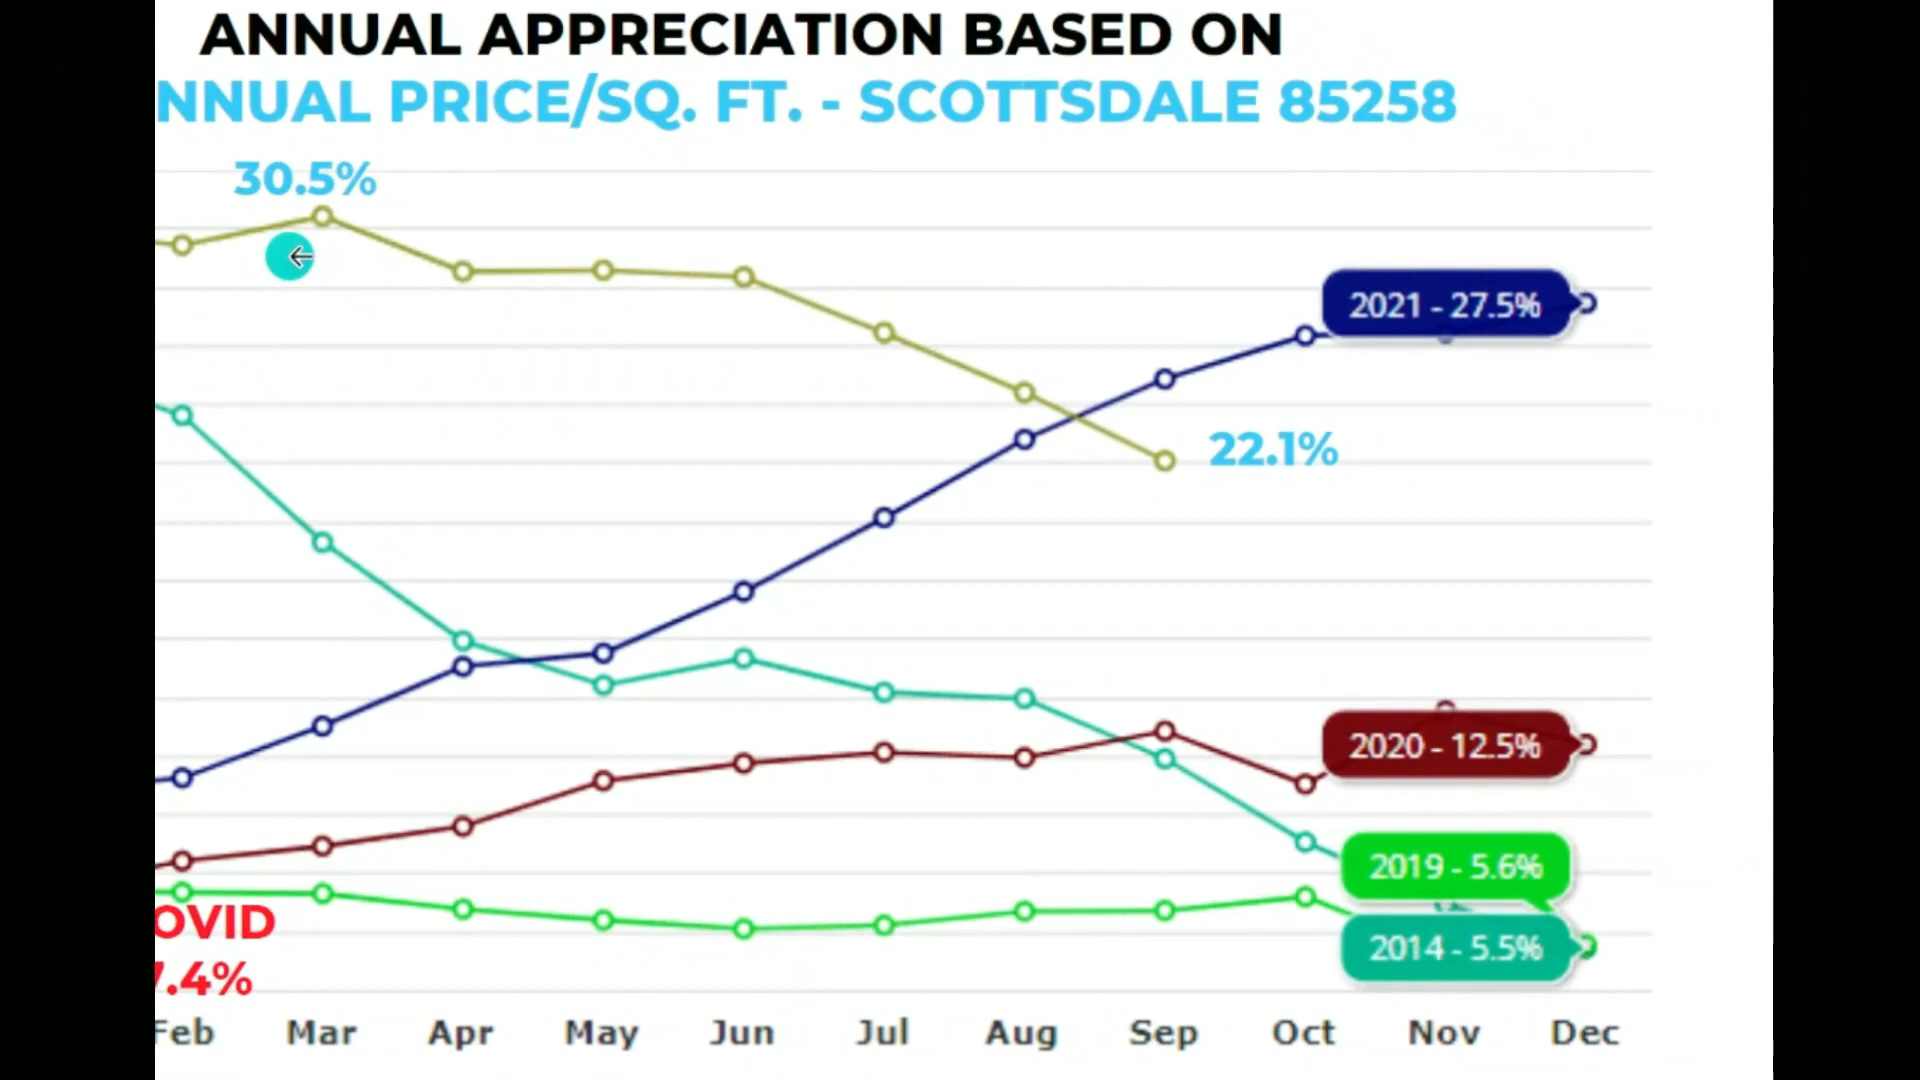 ANNUAL APPRECIATION BASED ON
NNUAL PRICE/SQ. FT. - SCOTTSDALE 85258
30.5%
2021 - 27.5%
22.1%
2020 - 12.5%
2019 - 5.6%
OVID
2014 - 5.5%
7.4%
Feb Mar Apr May Jun Jul Aug Sep Oct Nov Dec